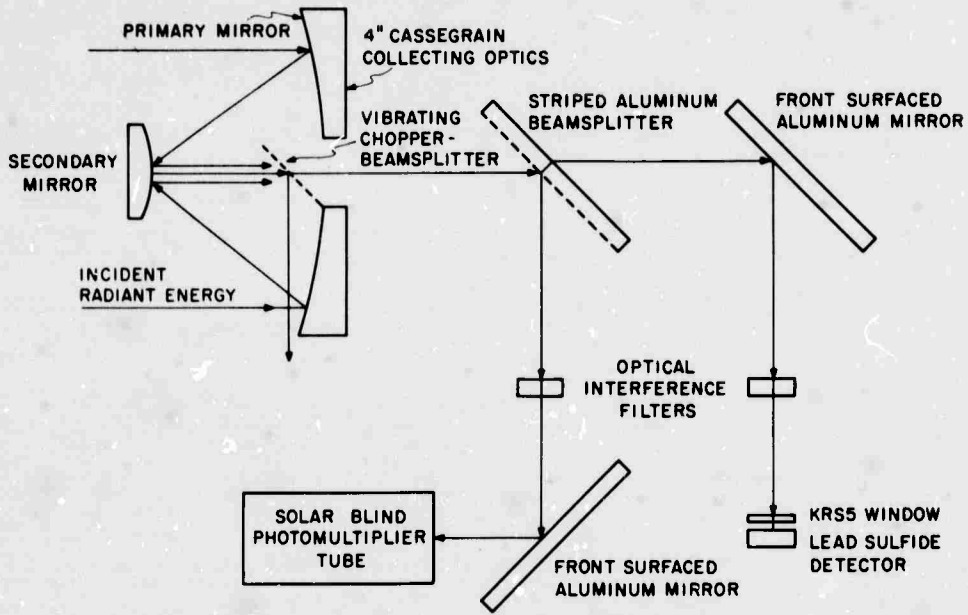 PRIMARY MIRROR
4" CASSEGRAIN
COLLECTING OPTICS
VIBRATING
CHOPPER-
BEAMSPLITTER
STRIPED ALUMINUM
BEAMSPLITTER
FRONT SURFACED
ALUMINUM MIRROR
SECONDARY
MIRROR
INCIDENT
RADIANT ENERGY
OPTICAL
INTERFERENCE
FILTERS
SOLAR BLIND
PHOTOMULTIPLIER
TUBE
FRONT SURFACED
ALUMINUM MIRROR
KRS5 WINDOW
LEAD SULFIDE
DETECTOR